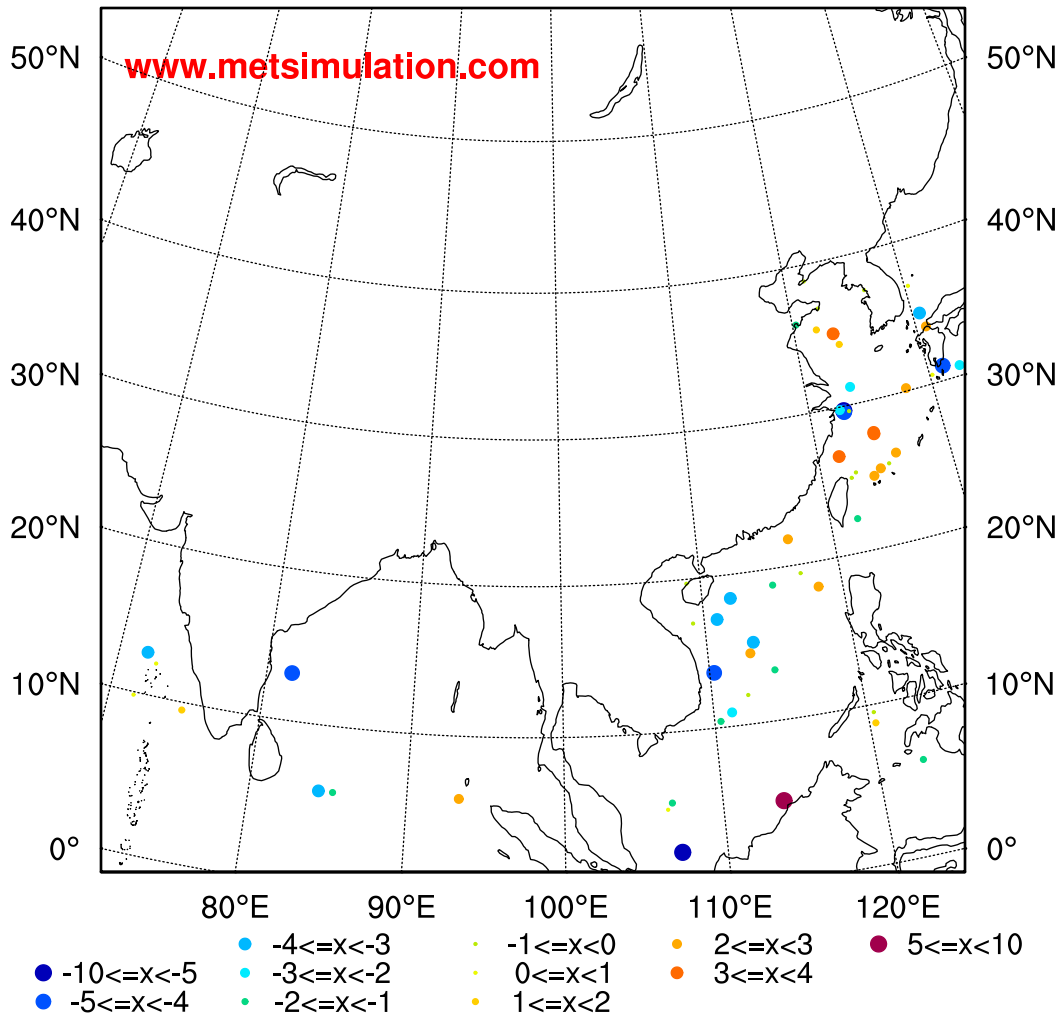 www.metsimulation.com
50°N 50°N
40°N 40°N
30°N 30°N
20°N 20°N
10°N 10°N
0° 0°
80°E 90°E 100°E 110°E 120°E
-4<=x<-3 -1<=x<0 2<=x<3 5<=x<10
-10<=x<-5 -3<=x<-2 0<=x<1 3<=x<4
-5<=x<-4 -2<=x<-1 1<=x<2